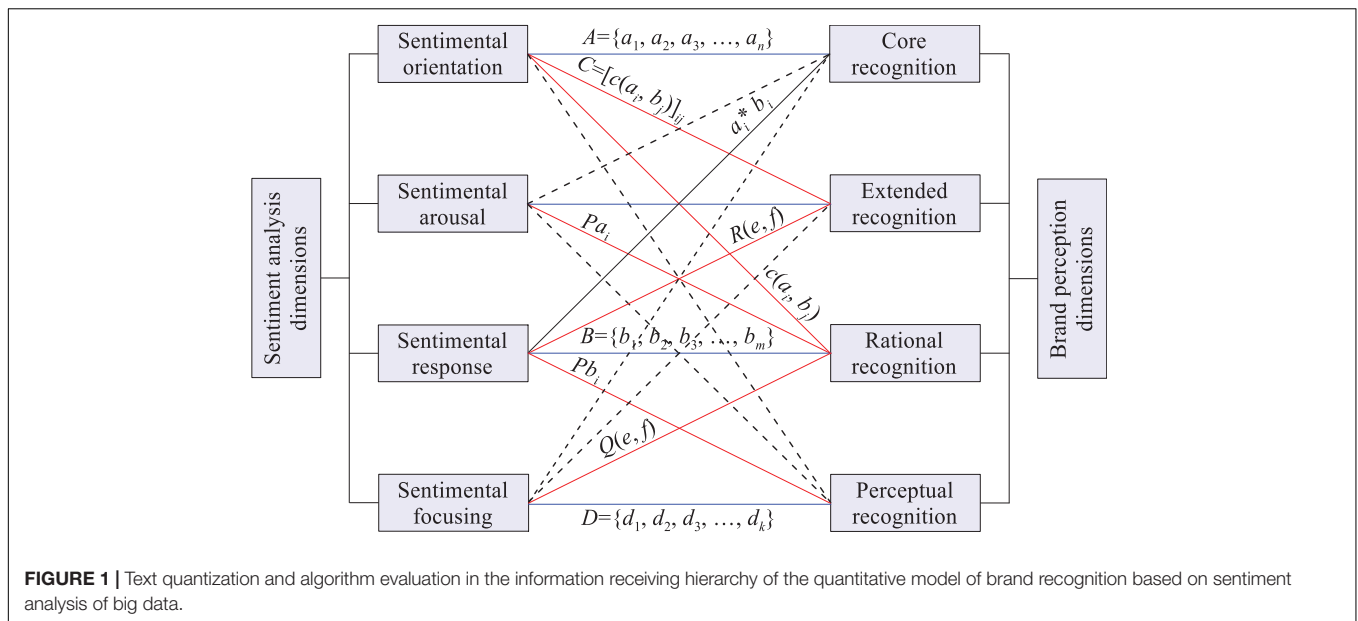 Sentiment analysis
dimensions
Sentimental
orientation
Sentimental
arousal
Sentimental
response
Sentimental
focusing
A={a₁, a₂, a₃, …, aₙ}
C=[c(aᵢ, bⱼ)]ᵢⱼ
aᵢ* bᵢ
Paᵢ
R(e,f)
'c(aᵢ, bⱼ)
B={b₁, b₂, b₃, …, bₘ}
Pbᵢ
Q(e,f)
D={d₁, d₂, d₃, …, dₖ}
Core
recognition
Extended
recognition
Rational
recognition
Perceptual
recognition
Brand perception
dimensions
FIGURE 1 | Text quantization and algorithm evaluation in the information receiving hierarchy of the quantitative model of brand recognition based on sentiment
analysis of big data.